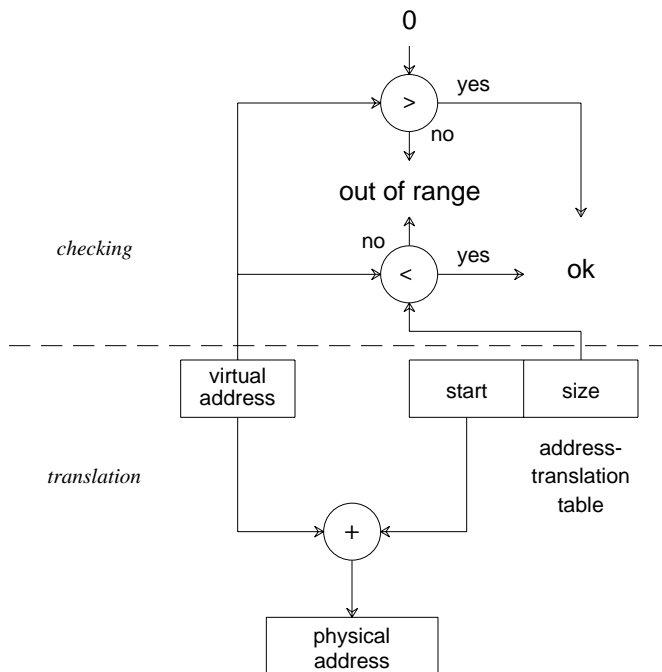 0
>
yes
no
out of range
no
checking
<
yes
ok
virtual
address
start
size
address-
translation
table
translation
+
physical
address